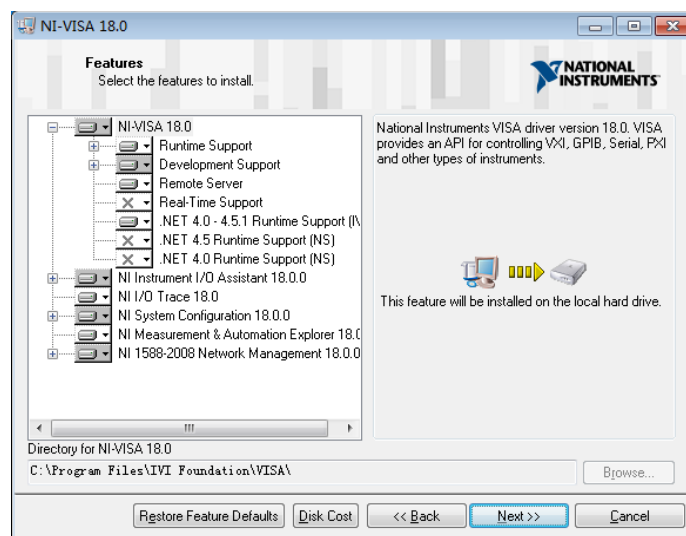 NI-VISA 18.0
Features
Select the features to install.
NATIONAL
INSTRUMENTS
NI-VISA 18.0
Runtime Support
Development Support
Remote Server
Real-Time Support
.NET 4.0 - 4.5.1 Runtime Support (I\
.NET 4.5 Runtime Support (NS)
.NET 4.0 Runtime Support (NS)
NI Instrument I/O Assistant 18.0.0
NI I/O Trace 18.0
NI System Configuration 18.0.0
NI Measurement & Automation Explorer 18.(
NI 1588-2008 Network Management 18.0.0
National Instruments VISA driver version 18.0. VISA
provides an API for controlling VXI, GPIB, Serial, PXI
and other types of instruments.
This feature will be installed on the local hard drive.
Directory for NI-VISA 18.0
C:\Program Files\IVI Foundation\VISA\
Browse...
Restore Feature Defaults
Disk Cost
<< Back
Next >>
Cancel